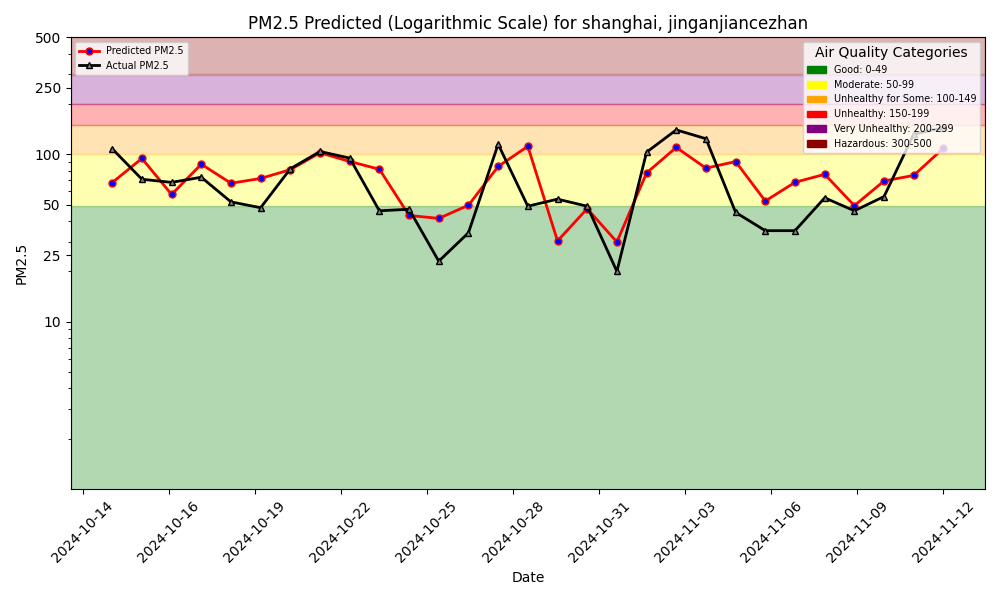 PM2.5 Predicted (Logarithmic Scale) for shanghai, jinganjiancezhan
Predicted PM2.5
Actual PM2.5
Air Quality Categories
Good: 0-49
Moderate: 50-99
Unhealthy for Some: 100-149
Unhealthy: 150-199
Very Unhealthy: 200-299
Hazardous: 300-500
PM2.5
500
250
100
50
25
10
2024-10-14
2024-10-16
2024-10-19
2024-10-22
2024-10-25
2024-10-28
2024-10-31
2024-11-03
2024-11-06
2024-11-09
2024-11-12
Date